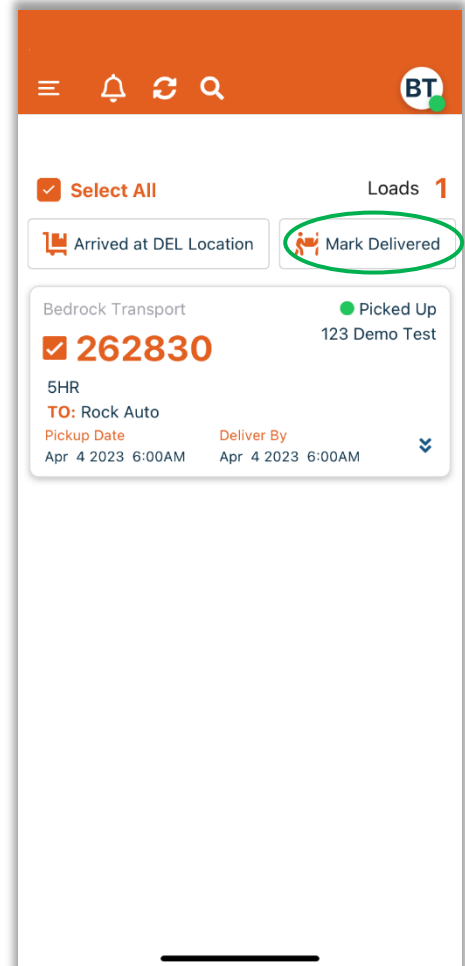 BT
Select All
Loads 1
Arrived at DEL Location
Mark Delivered
Bedrock Transport
Picked Up
262830
123 Demo Test
5HR
TO: Rock Auto
Pickup Date
Deliver By
Apr 4 2023 6:00AM
Apr 4 2023 6:00AM